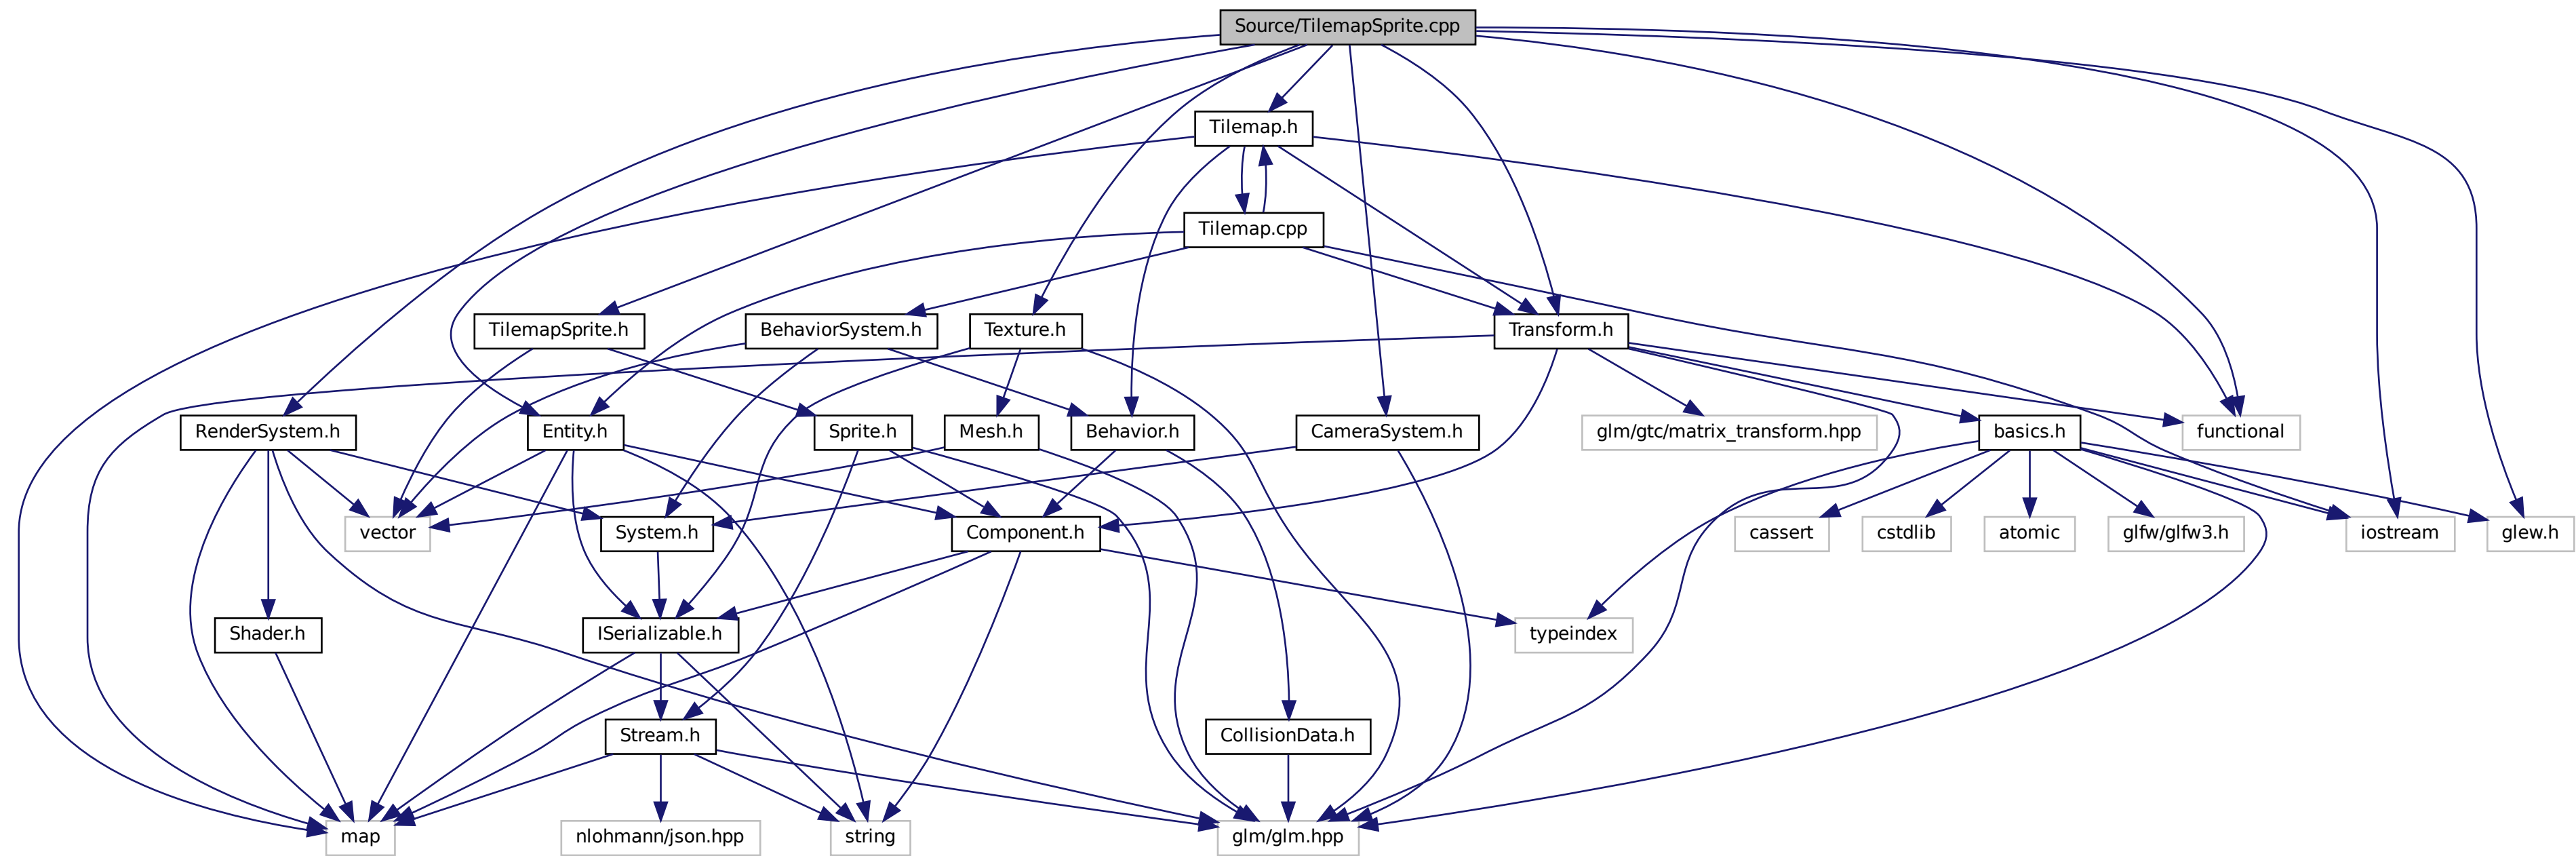 Source/TilemapSprite.cpp
Tilemap.h
Tilemap.cpp
TilemapSprite.h
BehaviorSystem.h
Texture.h
Transform.h
RenderSystem.h
Entity.h
Sprite.h
Mesh.h
Behavior.h
CameraSystem.h
glm/gtc/matrix_transform.hpp
basics.h
functional
vector
System.h
Component.h
cassert
cstdlib
atomic
glfw/glfw3.h
iostream
glew.h
Shader.h
ISerializable.h
typeindex
Stream.h
CollisionData.h
map
nlohmann/json.hpp
string
glm/glm.hpp